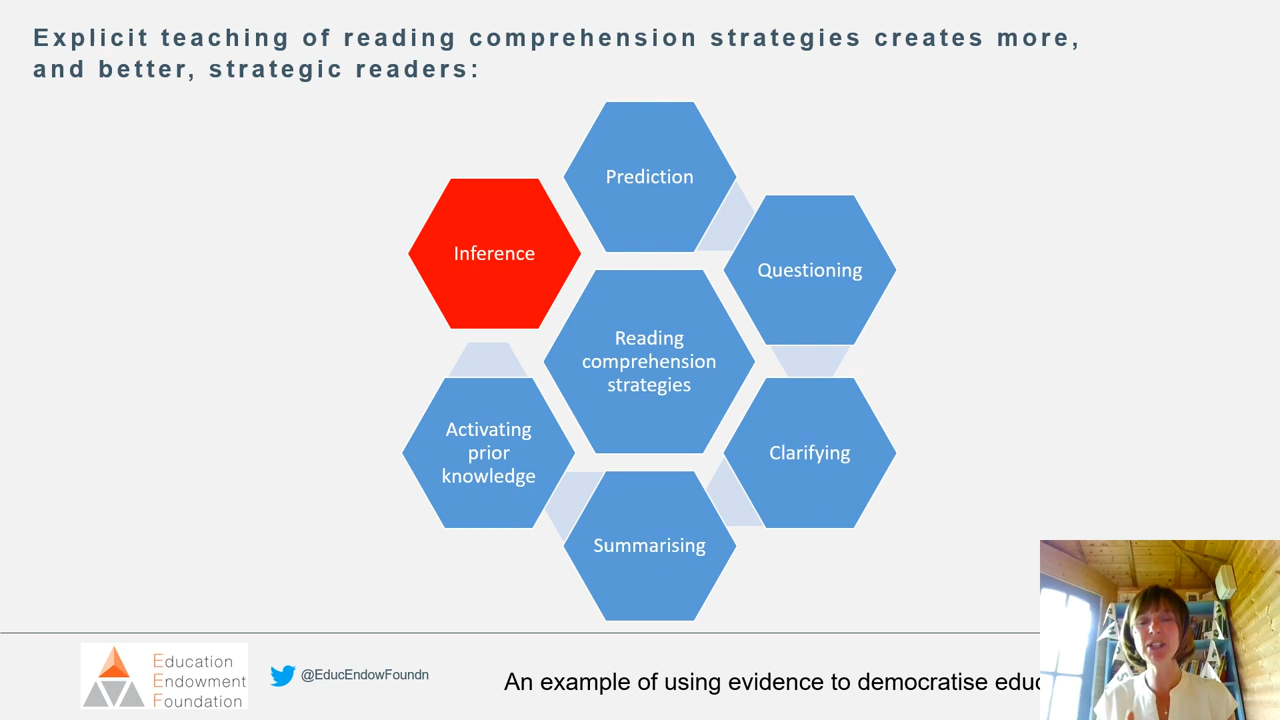 Explicit teaching of reading comprehension strategies creates more,
and better, strategic readers:
Prediction
Inference
Questioning
Reading
comprehension
strategies
Activating
prior
knowledge
Clarifying
Summarising
Education
Endowment
Foundation
@EducEndowFoundn
An example of using evidence to democratise